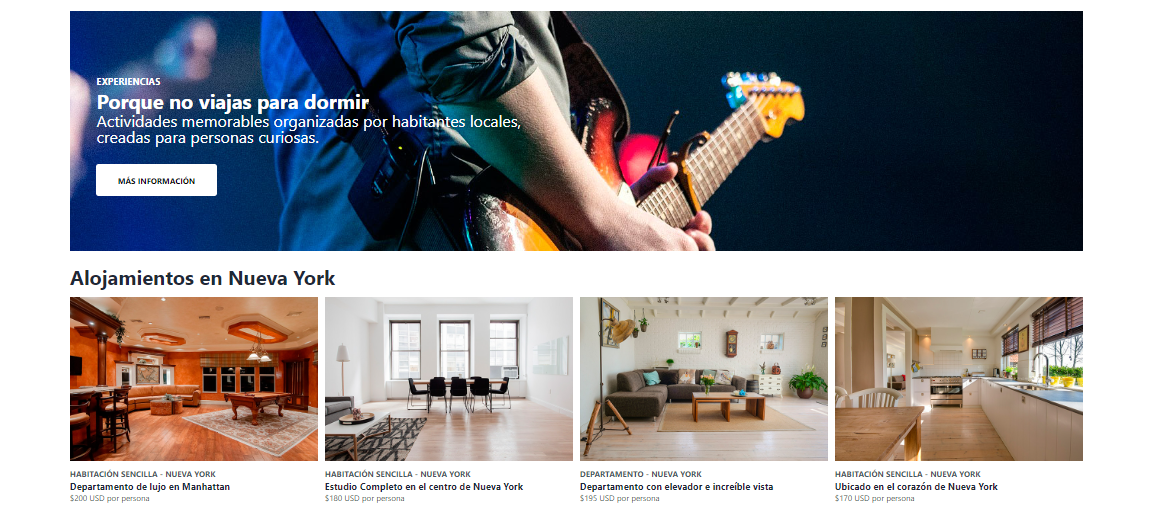 EXPERIENCIAS
Porque no viajas para dormir
Actividades memorables organizadas por habitantes locales,
creadas para personas curiosas.
MÁS INFORMACIÓN
Alojamientos en Nueva York
HABITACIÓN SENCILLA - NUEVA YORK
Departamento de lujo en Manhattan
$200 USD por persona
HABITACIÓN SENCILLA - NUEVA YORK
Estudio Completo en el centro de Nueva York
$180 USD por persona
DEPARTAMENTO - NUEVA YORK
Departamento con elevador e increíble vista
$195 USD por persona
HABITACIÓN SENCILLA - NUEVA YORK
Ubicado en el corazón de Nueva York
$170 USD por persona